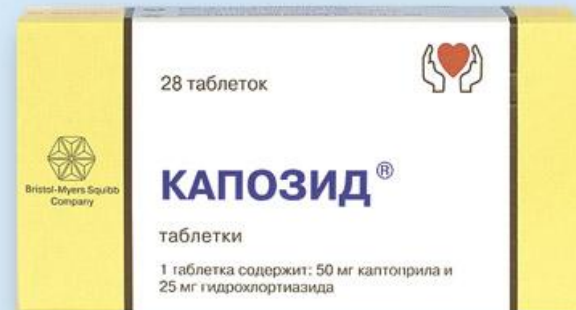 28 таблеток
Bristol-Myers Squibb
Company
КАПОЗИД®
таблетки
1 таблетка содержит: 50 мг каптоприла и
25 мг гидрохлортиазида